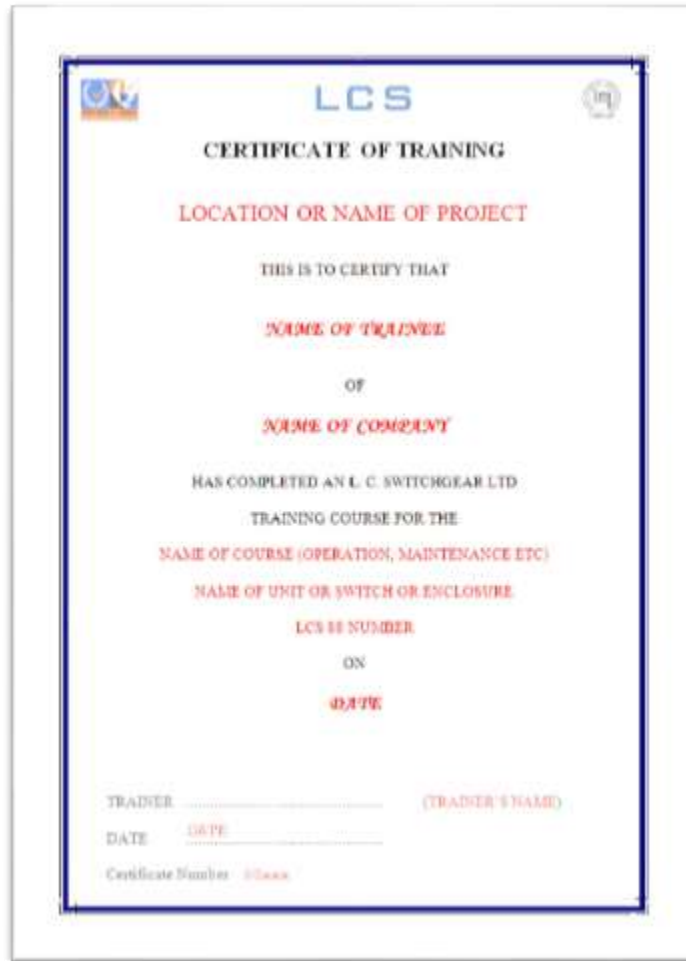 LCS
CERTIFICATE OF TRAINING
LOCATION OR NAME OF PROJECT
THIS IS TO CERTIFY THAT
NAME OF TRAINEE
OF
NAME OF COMPANY
HAS COMPLETED AN L. C. SWITCHGEAR LTD
TRAINING COURSE FOR THE
NAME OF COURSE (OPERATION, MAINTENANCE ETC)
NAME OF UNIT OR SWITCH OR ENCLOSURE
LCS NUMBER
ON
DATE
TRAINER (TRAINER'S NAME)
DATE DATE
Certificate Number